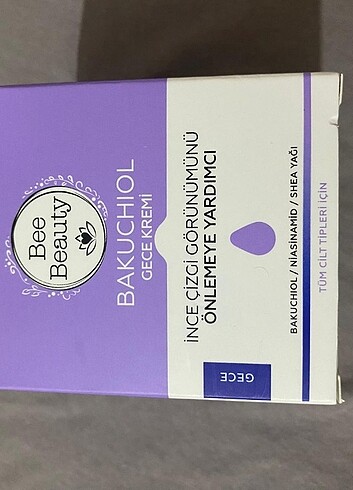 Bee
Beauty
BAKUCHIOL
GECE KREMİ
İNCE ÇİZGİ GÖRÜNÜMÜNÜ
ÖNLEMEYE YARDIMCI
BAKUCHIOL / NİASİNAMİD / SHEA YAĞI
TÜM CİLT TİPLERİ İÇİN
GECE